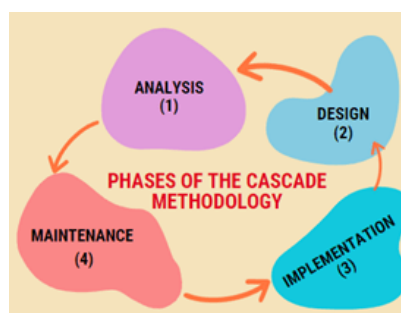 ANALYSIS
(1)
DESIGN
(2)
PHASES OF THE CASCADE
METHODOLOGY
MAINTENANCE
(4)
IMPLEMENTATION
(3)